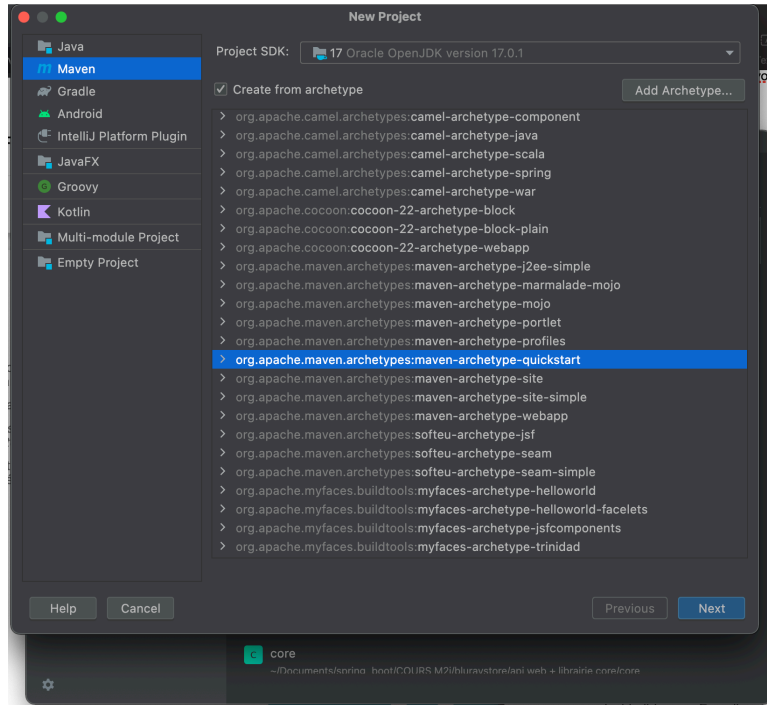 New Project
Java
Maven
Gradle
Android
IntelliJ Platform Plugin
JavaFX
Groovy
Kotlin
Multi-module Project
Empty Project
Project SDK: 17 Oracle OpenJDK version 17.0.1
Create from archetype
Add Archetype...
org.apache.camel.archetypes:camel-archetype-component
org.apache.camel.archetypes:camel-archetype-java
org.apache.camel.archetypes:camel-archetype-scala
org.apache.camel.archetypes:camel-archetype-spring
org.apache.camel.archetypes:camel-archetype-war
org.apache.cocoon:cocoon-22-archetype-block
org.apache.cocoon:cocoon-22-archetype-block-plain
org.apache.cocoon:cocoon-22-archetype-webapp
org.apache.maven.archetypes:maven-archetype-j2ee-simple
org.apache.maven.archetypes:maven-archetype-marmalade-mojo
org.apache.maven.archetypes:maven-archetype-mojo
org.apache.maven.archetypes:maven-archetype-portlet
org.apache.maven.archetypes:maven-archetype-profiles
org.apache.maven.archetypes:maven-archetype-quickstart
org.apache.maven.archetypes:maven-archetype-site
org.apache.maven.archetypes:maven-archetype-site-simple
org.apache.maven.archetypes:maven-archetype-webapp
org.apache.maven.archetypes:softeu-archetype-jsf
org.apache.maven.archetypes:softeu-archetype-seam
org.apache.maven.archetypes:softeu-archetype-seam-simple
org.apache.myfaces.buildtools:myfaces-archetype-helloworld
org.apache.myfaces.buildtools:myfaces-archetype-helloworld-facelets
org.apache.myfaces.buildtools:myfaces-archetype-jsfcomponents
org.apache.myfaces.buildtools:myfaces-archetype-trinidad
Help
Cancel
Previous
Next
C core
~/Documents/spring_boot/COURS M2i/bluraystore/api web + librairie core/core